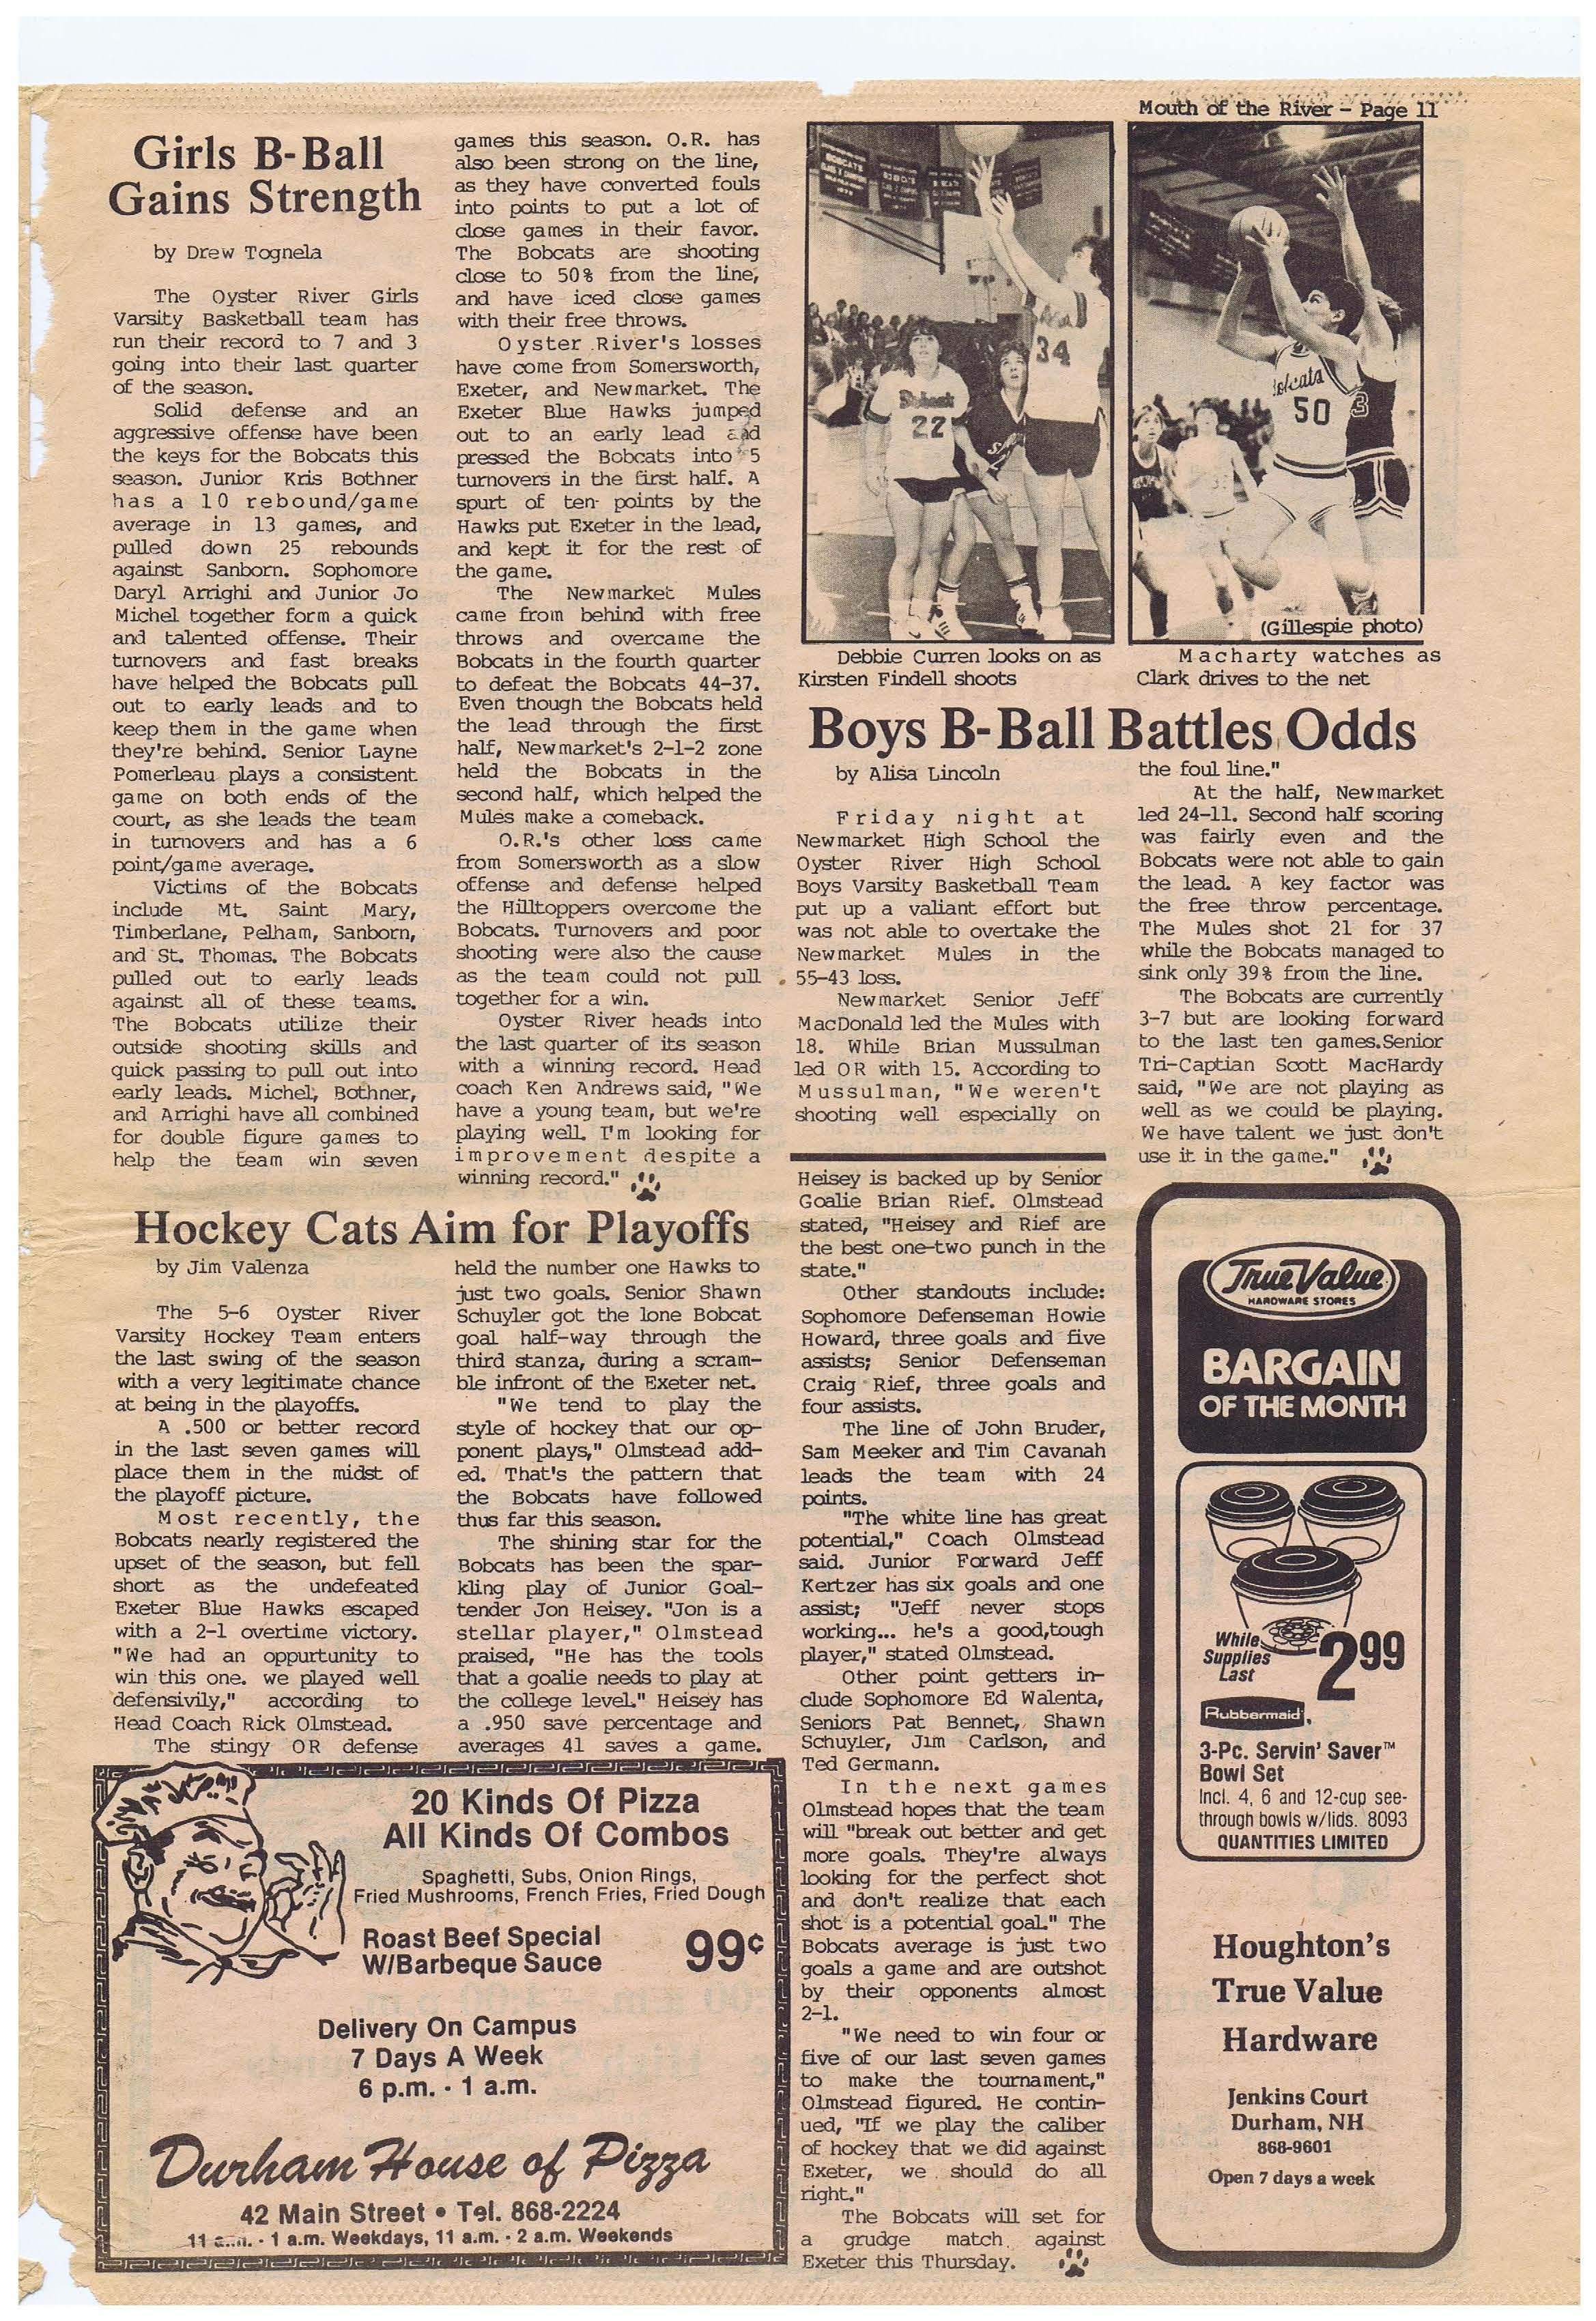 Mouth of the River - Page 11
Girls B-Ball
Gains Strength
by Drew Tognela
The Oyster River Girls
Varsity Basketball team has
run their record to 7 and 3
going into their last quarter
of the season.
Solid defense and an
aggressive offense have been
the keys for the Bobcats this
season. Junior Kris Bothner
has a 10 rebound/game
average in 13 games, and
pulled down 25 rebounds
against Sanborn. Sophomore
Daryl Arrighi and Junior Jo
Michel together form a quick
and talented offense. Their
turnovers and fast breaks
have helped the Bobcats pull
out to early leads and to
keep them in the game when
they're behind. Senior Layne
Pomerleau plays a consistent
game on both ends of the
court, as she leads the team
in turnovers and has a 6
point/game average.
Victims of the Bobcats
include Mt. Saint Mary,
Timberlane, Pelham, Sanborn,
and St. Thomas. The Bobcats
pulled out to early leads
against all of these teams.
The Bobcats utilize their
outside shooting skills and
quick passing to pull out into
early leads. Michel, Bothner,
and Arrighi have all combined
for double figure games to
help the team win seven
games this season. O.R. has
also been strong on the line,
as they have converted fouls
into points to put a lot of
close games in their favor.
The Bobcats are shooting
close to 50% from the line,
and have iced close games
with their free throws.
Oyster River's losses
have come from Somersworth,
Exeter, and Newmarket. The
Exeter Blue Hawks jumped
out to an early lead and
pressed the Bobcats into 5
turnovers in the first half. A
spurt of ten points by the
Hawks put Exeter in the lead,
and kept it for the rest of
the game.
The Newmarket Mules
came from behind with free
throws and overcame the
Bobcats in the fourth quarter
to defeat the Bobcats 44-37.
Even though the Bobcats held
the lead through the first
half, Newmarket's 2-1-2 zone
held the Bobcats in the
second half, which helped the
Mules make a comeback.
O.R.'s other loss came
from Somersworth as a slow
offense and defense helped
the Hilltoppers overcome the
Bobcats. Turnovers and poor
shooting were also the cause
as the team could not pull
together for a win.
Oyster River heads into
the last quarter of its season
with a winning record. Head
coach Ken Andrews said, "We
have a young team, but we're
playing well. I'm looking for
improvement despite a
winning record."
22
34
Bobcats
50
3
(Gillespie photo)
Debbie Curren looks on as
Kirsten Findell shoots
Macharty watches as
Clark drives to the net
Boys B-Ball Battles Odds
by Alisa Lincoln
Friday night at
Newmarket High School the
Oyster River High School
Boys Varsity Basketball Team
put up a valiant effort but
was not able to overtake the
Newmarket Mules in the
55-43 loss.
Newmarket Senior Jeff
MacDonald led the Mules with
18. While Brian Mussulman
led OR with 15. According to
Mussulman, "We weren't
shooting well especially on
the foul line."
At the half, Newmarket
led 24-11. Second half scoring
was fairly even and the
Bobcats were not able to gain
the lead. A key factor was
the free throw percentage.
The Mules shot 21 for 37
while the Bobcats managed to
sink only 39% from the line.
The Bobcats are currently
3-7 but are looking forward
to the last ten games.Senior
Tri-Captian Scott MacHardy
said, "We are not playing as
well as we could be playing.
We have talent we just don't
use it in the game."
Hockey Cats Aim for Playoffs
by Jim Valenza
The 5-6 Oyster River
Varsity Hockey Team enters
the last swing of the season
with a very legitimate chance
at being in the playoffs.
A .500 or better record
in the last seven games will
place them in the midst of
the playoff picture.
Most recently, the
Bobcats nearly registered the
upset of the season, but fell
short as the undefeated
Exeter Blue Hawks escaped
with a 2-1 overtime victory.
"We had an oppurtunity to
win this one. we played well
defensivily," according to
Head Coach Rick Olmstead.
The stingy OR defense
held the number one Hawks to
just two goals. Senior Shawn
Schuyler got the lone Bobcat
goal half-way through the
third stanza, during a scram-
ble infront of the Exeter net.
"We tend to play the
style of hockey that our op-
ponent plays," Olmstead add-
ed. That's the pattern that
the Bobcats have followed
thus far this season.
The shining star for the
Bobcats has been the spar-
kling play of Junior Goal-
tender Jon Heisey. "Jon is a
stellar player," Olmstead
praised, "He has the tools
that a goalie needs to play at
the college level." Heisey has
a .950 save percentage and
averages 41 saves a game.
Heisey is backed up by Senior
Goalie Brian Rief. Olmstead
stated, "Heisey and Rief are
the best one-two punch in the
state."
Other standouts include:
Sophomore Defenseman Howie
Howard, three goals and five
assists; Senior Defenseman
Craig Rief, three goals and
four assists.
The line of John Bruder,
Sam Meeker and Tim Cavanah
leads the team with 24
points.
"The white line has great
potential," Coach Olmstead
said. Junior Forward Jeff
Kertzer has six goals and one
assist; "Jeff never stops
working... he's a good,tough
player," stated Olmstead.
Other point getters in-
clude Sophomore Ed Walenta,
Seniors Pat Bennet, Shawn
Schuyler, Jim Carlson, and
Ted Germann.
In the next games
Olmstead hopes that the team
will "break out better and get
more goals. They're always
looking for the perfect shot
and don't realize that each
shot is a potential goal." The
Bobcats average is just two
goals a game and are outshot
by their opponents almost
2-1.
"We need to win four or
five of our last seven games
to make the tournament,"
Olmstead figured. He contin-
ued, "If we play the caliber
of hockey that we did against
Exeter, we should do all
right."
The Bobcats will set for
a grudge match against
Exeter this Thursday.
20 Kinds Of Pizza
All Kinds Of Combos
Spaghetti, Subs, Onion Rings,
Fried Mushrooms, French Fries, Fried Dough
Roast Beef Special
W/Barbeque Sauce
99¢
Delivery On Campus
7 Days A Week
6 p.m. - 1 a.m.
Durham House of Pizza
42 Main Street • Tel. 868-2224
11 a.m. - 1 a.m. Weekdays, 11 a.m. - 2 a.m. Weekends
True Value
HARDWARE STORES
BARGAIN
OF THE MONTH
While
Supplies
Last
2 99
Rubbermaid
3-Pc. Servin' Saver™
Bowl Set
Incl. 4, 6 and 12-cup see-
through bowls w/lids. 8093
QUANTITIES LIMITED
Houghton's
True Value
Hardware
Jenkins Court
Durham, NH
868-9601
Open 7 days a week